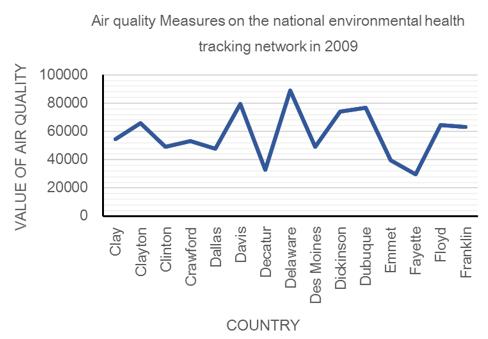 Air quality Measures on the national environmental health
tracking network in 2009
VALUE OF AIR QUALITY
100000
80000
60000
40000
20000
0
Clay
Clayton
Clinton
Crawford
Dallas
Davis
Decatur
Delaware
Des Moines
Dickinson
Dubuque
Emmet
Fayette
Floyd
Franklin
COUNTRY